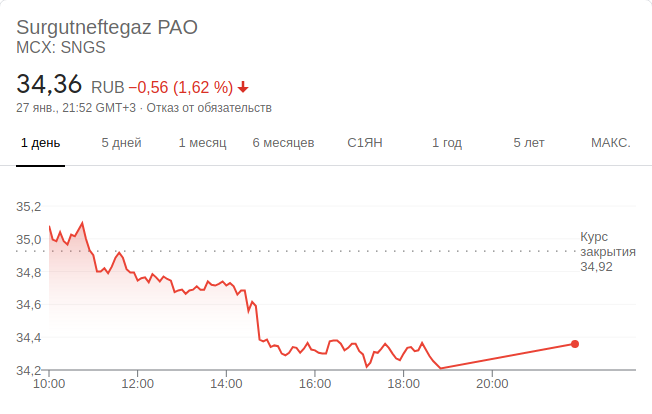 Surgutneftegaz PAO
MCX: SNGS
34,36 RUB −0,56 (1,62 %)
27 янв., 21:52 GMT+3 · Отказ от обязательств
1 день 5 дней 1 месяц 6 месяцев С1ЯН 1 год 5 лет МАКС.
35,2
35,0
34,8
34,6
34,4
34,2
Курс
закрытия
34,92
10:00 12:00 14:00 16:00 18:00 20:00